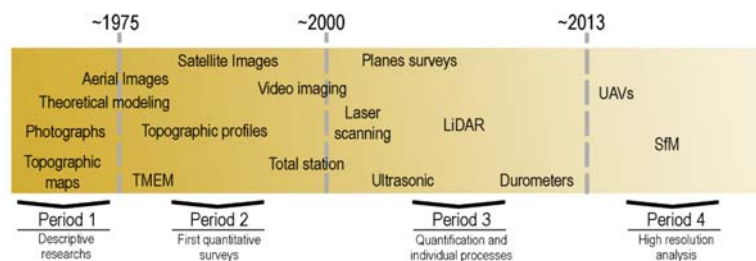 ~1975
~2000
~2013
Satellite Images
Planes surveys
Aerial Images
Video imaging
UAVs
Theoretical modeling
Laser
scanning
LiDAR
Photographs
Topographic profiles
SfM
Topographic
maps
Total station
TMEM
Ultrasonic
Durometers
Period 1
Descriptive
researchs
Period 2
First quantitative
surveys
Period 3
Quantification and
individual processes
Period 4
High resolution
analysis